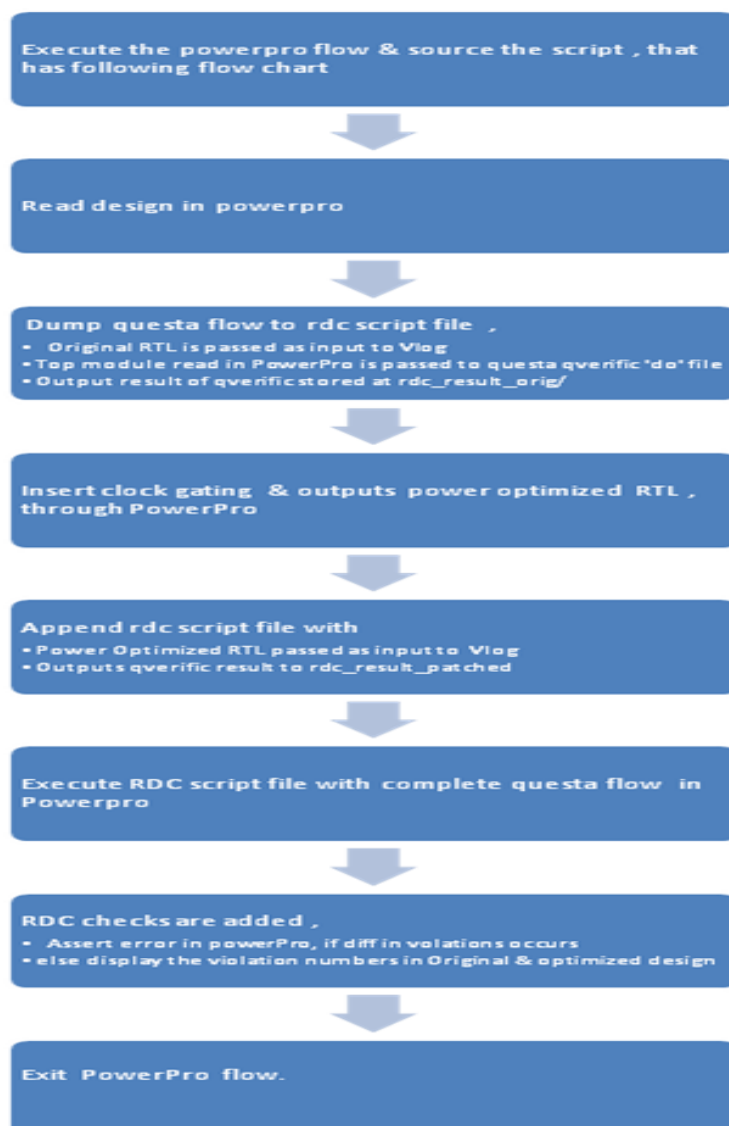 Execute the powerpro flow & source the script , that
has following flow chart
Read design in powerpro
Dump questa flow to rdc script file ,
• Original RTL is passed as input to Vlog
• Top module read in PowerPro is passed to questa qverific 'do' file
• Output result of qverific stored at rdc_result_orig/
Insert clock gating & outputs power optimized RTL ,
through PowerPro
Append rdc script file with
• Power Optimized RTL passed as input to Vlog
• Outputs qverific result to rdc_result_patched
Execute RDC script file with complete questa flow in
Powerpro
RDC checks are added ,
• Assert error in powerPro, if diff in volations occurs
• else display the violation numbers in Original & optimized design
Exit PowerPro flow.